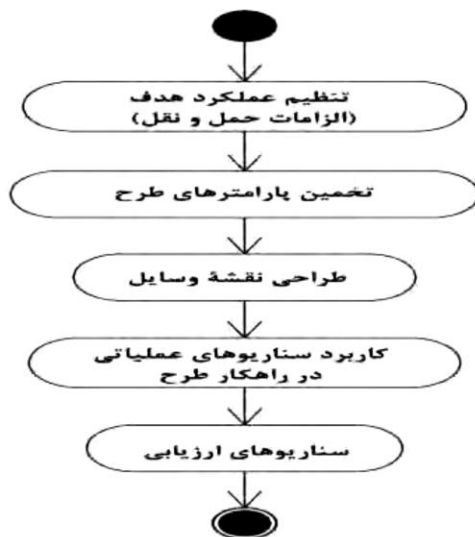 تنظیم عملکرد هدف
(الزامات حمل و نقل)
تخمین پارامترهای طرح
طراحی نقشهٔ وسایل
کاربرد سناریوهای عملیاتی
در راهکار طرح
سناریوهای ارزیابی